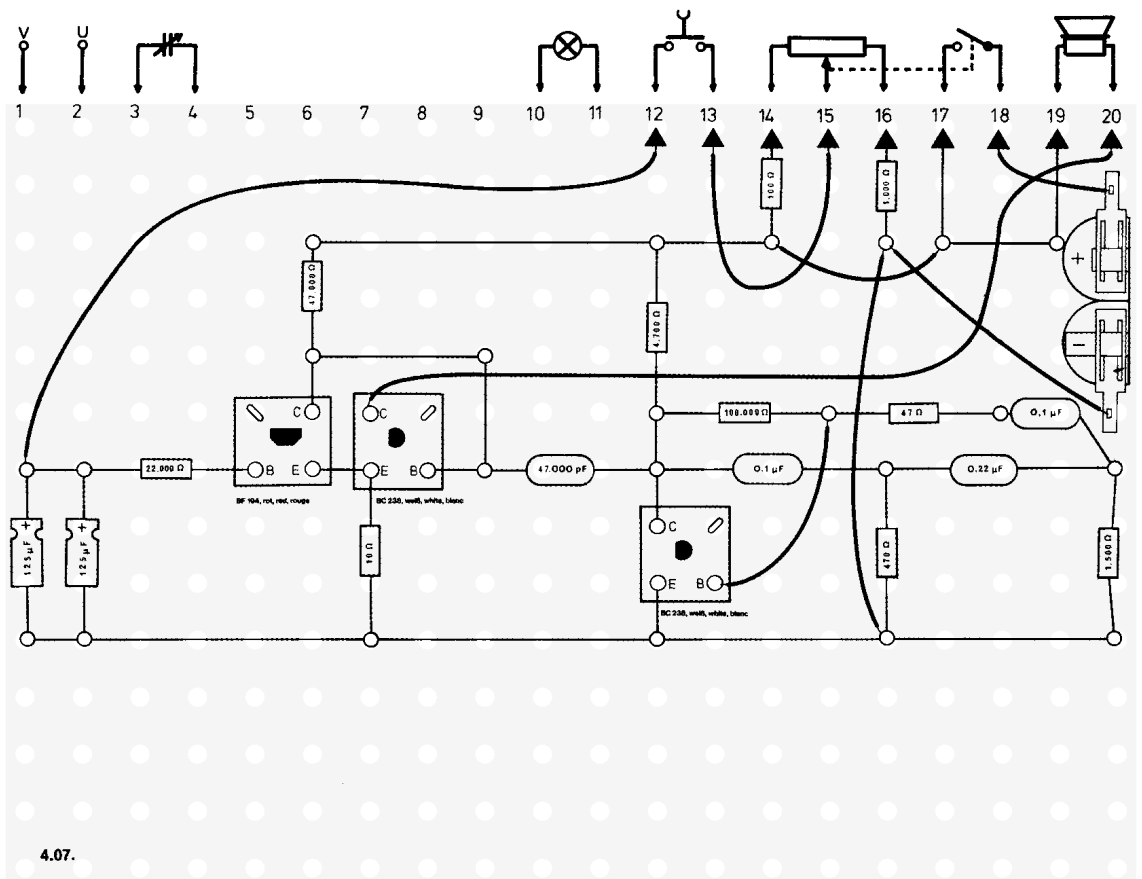 V U
1 2 3 4 5 6 7 8 9 10 11 12 13 14 15 16 17 18 19 20
100 Ω
1.000 Ω
47.000 Ω
+
4.700 Ω
−
C
C
100.000 Ω
47 Ω
0,1 µF
22.000 Ω
B E
E B
47.000 pF
0.1 µF
0.22 µF
BF 194, rot, red, rouge
BC 238, weiß, white, blanc
+
125 µF
+
125 µF
10 Ω
C
E B
470 Ω
1.500 Ω
BC 238, weiß, white, blanc
4.07.